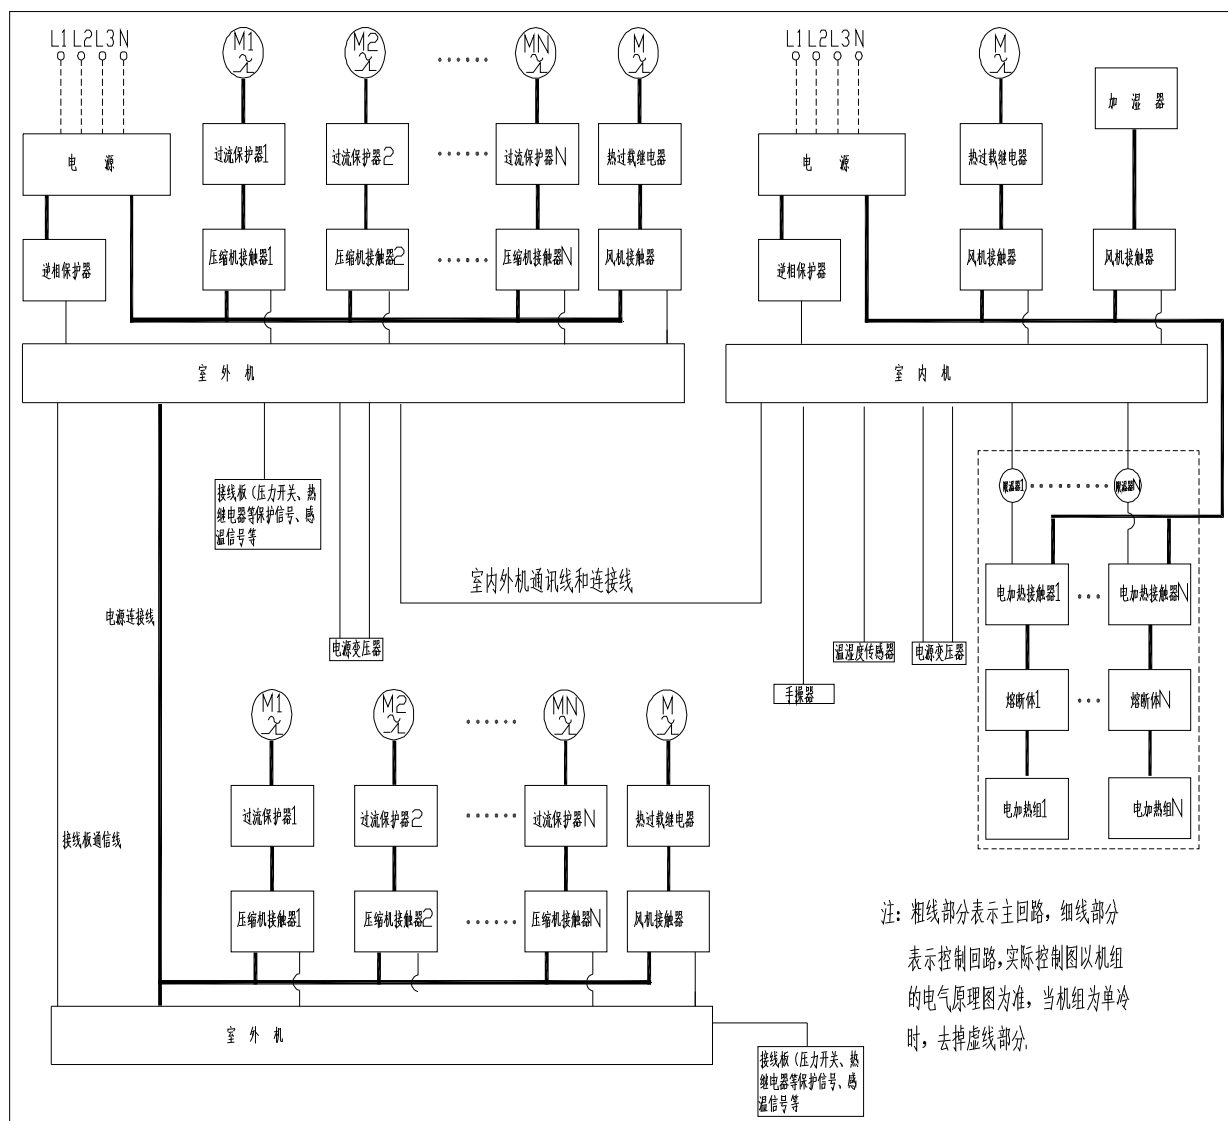 L1 L2 L3 N
M1
M2
MN
M
L1 L2 L3 N
M
加 湿 器
电 源
过流保护器1
过流保护器2
过流保护器N
热过载继电器
电 源
热过载继电器
逆相保护器
压缩机接触器1
压缩机接触器2
压缩机接触器N
风机接触器
逆相保护器
风机接触器
风机接触器
室 外 机
室 内 机
接线板(压力开关、热
继电器等保护信号、感
温信号等
限温器1
限温器N
室内外机通讯线和连接线
电加热接触器1
电加热接触器N
电源连接线
电源变压器
温湿度传感器
电源变压器
手操器
熔断体1
熔断体N
M1
M2
MN
M
过流保护器1
过流保护器2
过流保护器N
热过载继电器
电加热组1
电加热组N
接线板通信线
压缩机接触器1
压缩机接触器2
压缩机接触器N
风机接触器
注: 粗线部分表示主回路, 细线部分
表示控制回路,实际控制图以机组
的电气原理图为准, 当机组为单冷
时, 去掉虚线部分.
室 外 机
接线板(压力开关、热
继电器等保护信号、感
温信号等